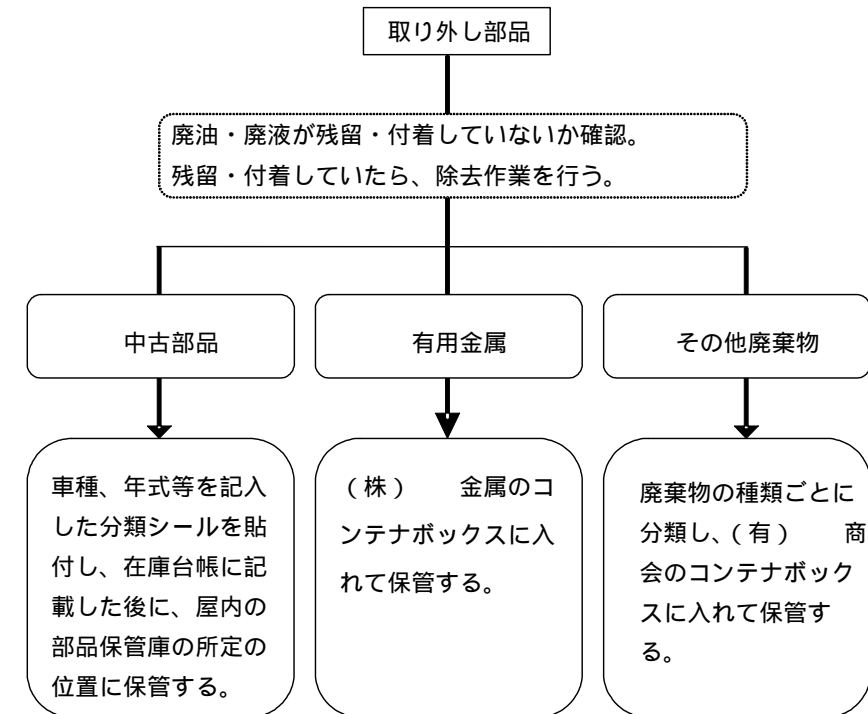 取り外し部品
廃油・廃液が残留・付着していないか確認。
残留・付着していたら、除去作業を行う。
中古部品
有用金属
その他廃棄物
車種、年式等を記入
した分類シールを貼
付し、在庫台帳に記
載した後に、屋内の
部品保管庫の所定の
位置に保管する。
(株)　　金属のコ
ンテナボックスに入
れて保管する。
廃棄物の種類ごとに
分類し、(有)　　商
会のコンテナボック
スに入れて保管す
る。